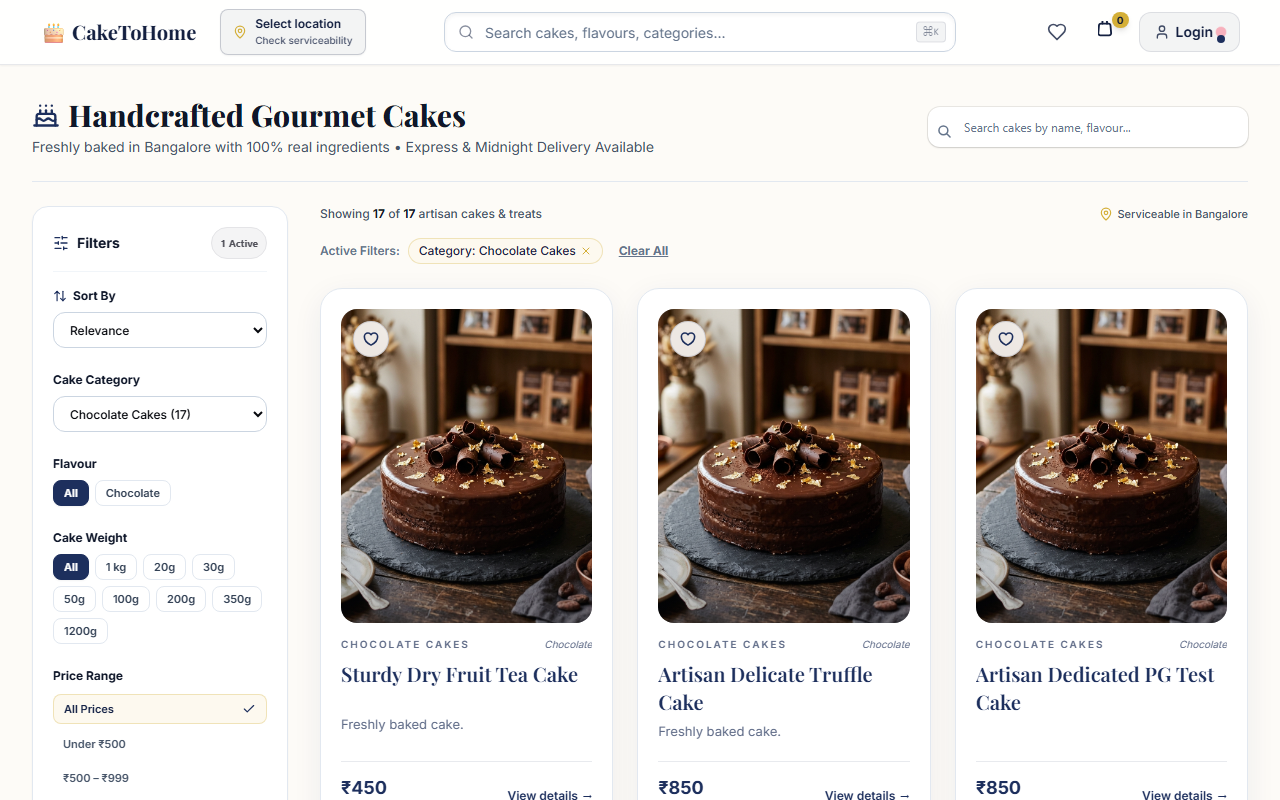 CakeToHome
Select location
Check serviceability
Search cakes, flavours, categories...
⌘K
0
Login
Handcrafted Gourmet Cakes
Freshly baked in Bangalore with 100% real ingredients • Express & Midnight Delivery Available
Search cakes by name, flavour...
Filters
1 Active
Sort By
Relevance
Cake Category
Chocolate Cakes (17)
Flavour
All Chocolate
Cake Weight
All 1 kg 20g 30g
50g 100g 200g 350g
1200g
Price Range
All Prices
Under ₹500
₹500 – ₹999
Showing 17 of 17 artisan cakes & treats
Serviceable in Bangalore
Active Filters: Category: Chocolate Cakes × Clear All
CHOCOLATE CAKES Chocolate
Sturdy Dry Fruit Tea Cake
Freshly baked cake.
₹450 View details →
CHOCOLATE CAKES Chocolate
Artisan Delicate Truffle
Cake
Freshly baked cake.
₹850 View details →
CHOCOLATE CAKES Chocolate
Artisan Dedicated PG Test
Cake
₹850 View details →